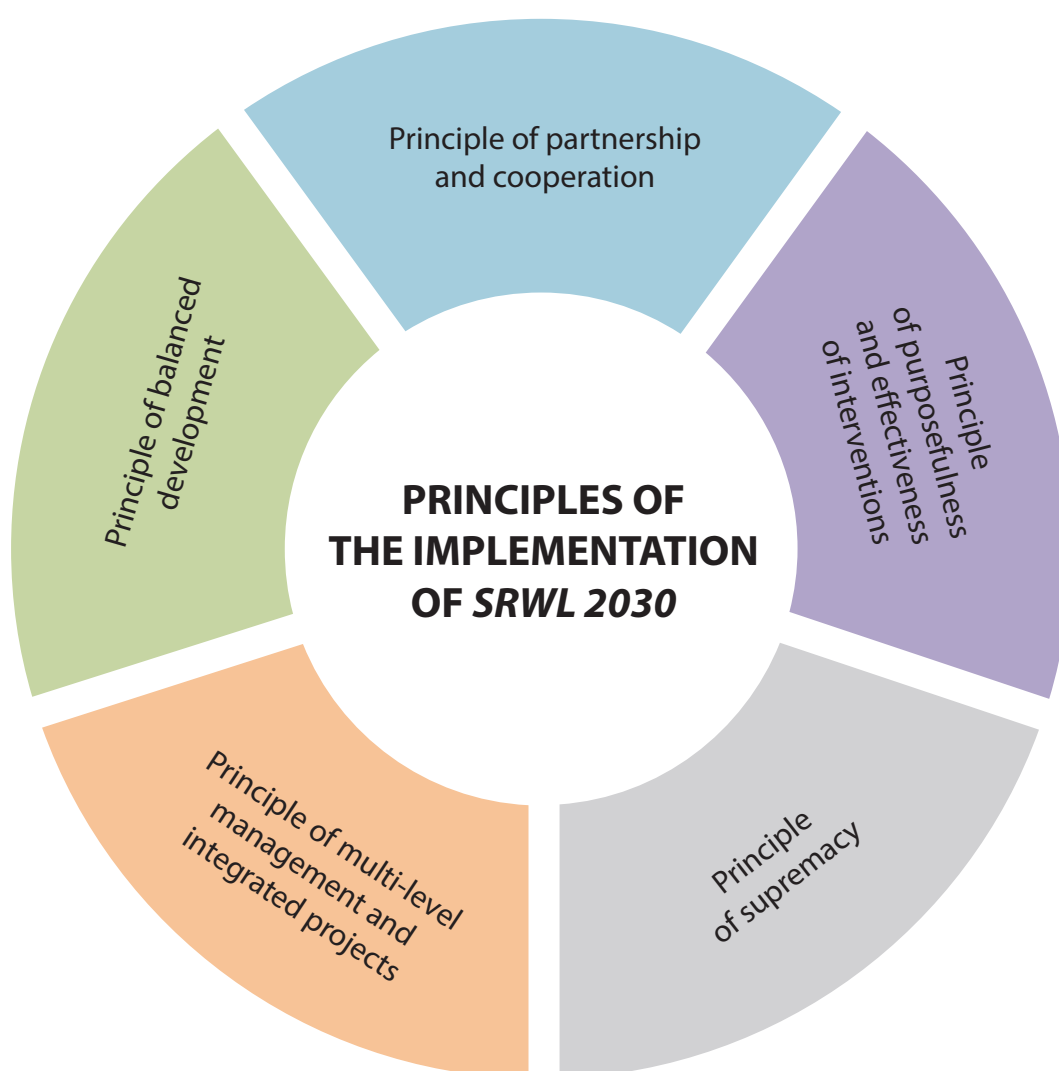 Principle of partnership
and cooperation
Principle
of purposefulness
and effectiveness
of interventions
Principle
of supremacy
Principle of multi-level
management and
integrated projects
Principle of balanced
development
PRINCIPLES OF
THE IMPLEMENTATION
OF SRWL 2030